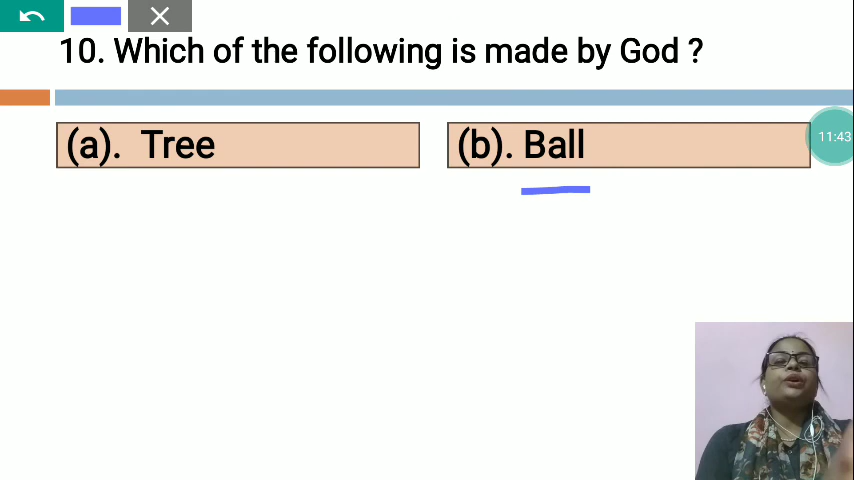 10. Which of the following is made by God ?
(a). Tree
(b). Ball
11:43